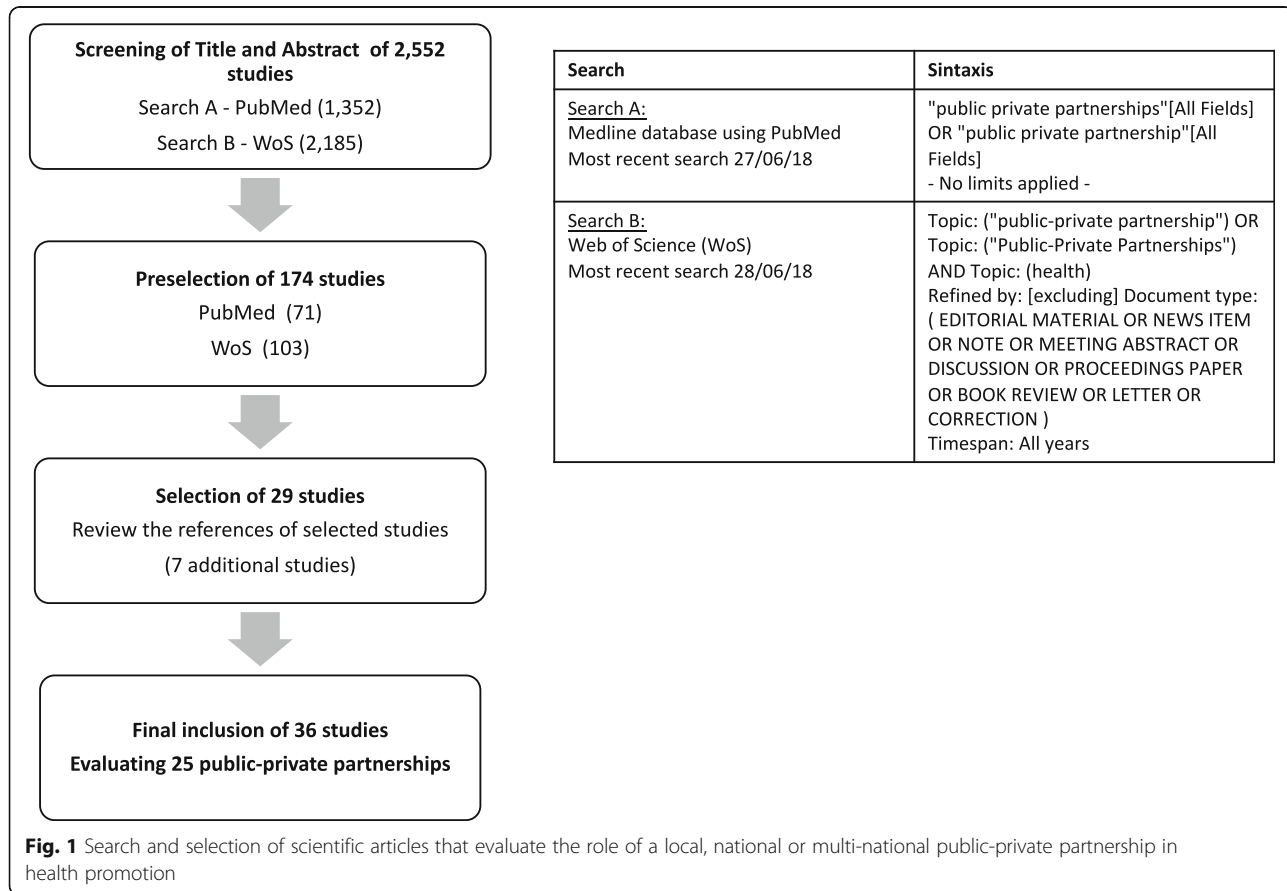 Screening of Title and Abstract of 2,552
studies
Search A - PubMed (1,352)
Search B - WoS (2,185)
Preselection of 174 studies
PubMed (71)
WoS (103)
Selection of 29 studies
Review the references of selected studies
(7 additional studies)
Final inclusion of 36 studies
Evaluating 25 public-private partnerships
Search
Sintaxis
Search A:
Medline database using PubMed
Most recent search 27/06/18
"public private partnerships"[All Fields]
OR "public private partnership"[All
Fields]
- No limits applied -
Search B:
Web of Science (WoS)
Most recent search 28/06/18
Topic: ("public-private partnership") OR
Topic: ("Public-Private Partnerships")
AND Topic: (health)
Refined by: [excluding] Document type:
( EDITORIAL MATERIAL OR NEWS ITEM
OR NOTE OR MEETING ABSTRACT OR
DISCUSSION OR PROCEEDINGS PAPER
OR BOOK REVIEW OR LETTER OR
CORRECTION )
Timespan: All years
Fig. 1 Search and selection of scientific articles that evaluate the role of a local, national or multi-national public-private partnership in
health promotion